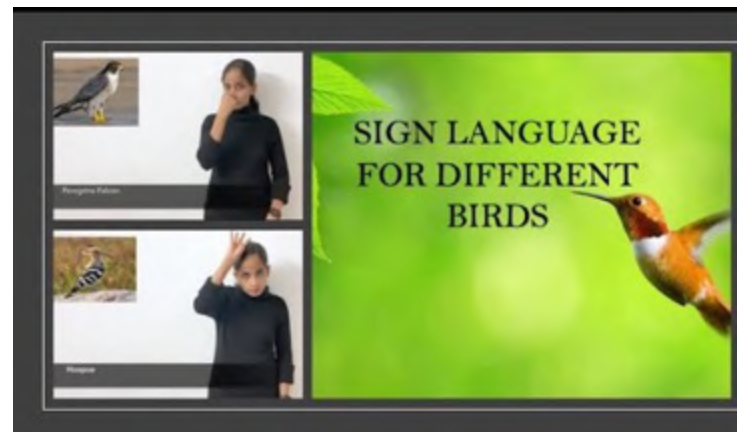 Peregrine Falcon
Hoopoe
SIGN LANGUAGE
FOR DIFFERENT
BIRDS